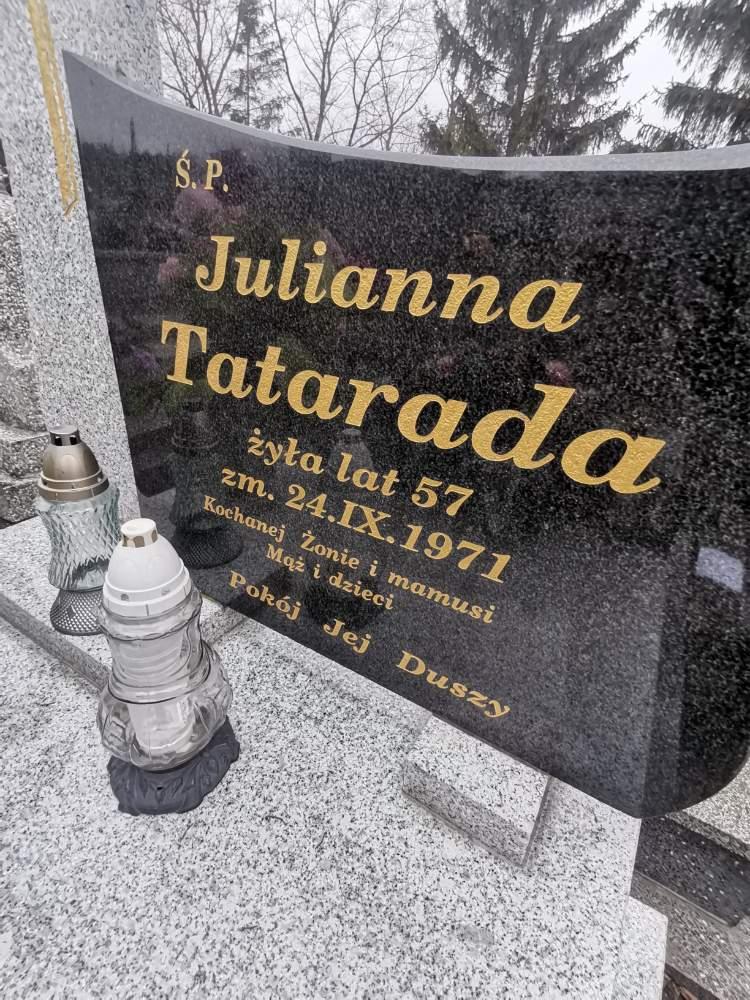 Ś.P.
Julianna
Tatarada
żyła lat 57
zm. 24.IX.1971
Kochanej Żonie i mamusi
Mąż i dzieci
Pokój Jej Duszy